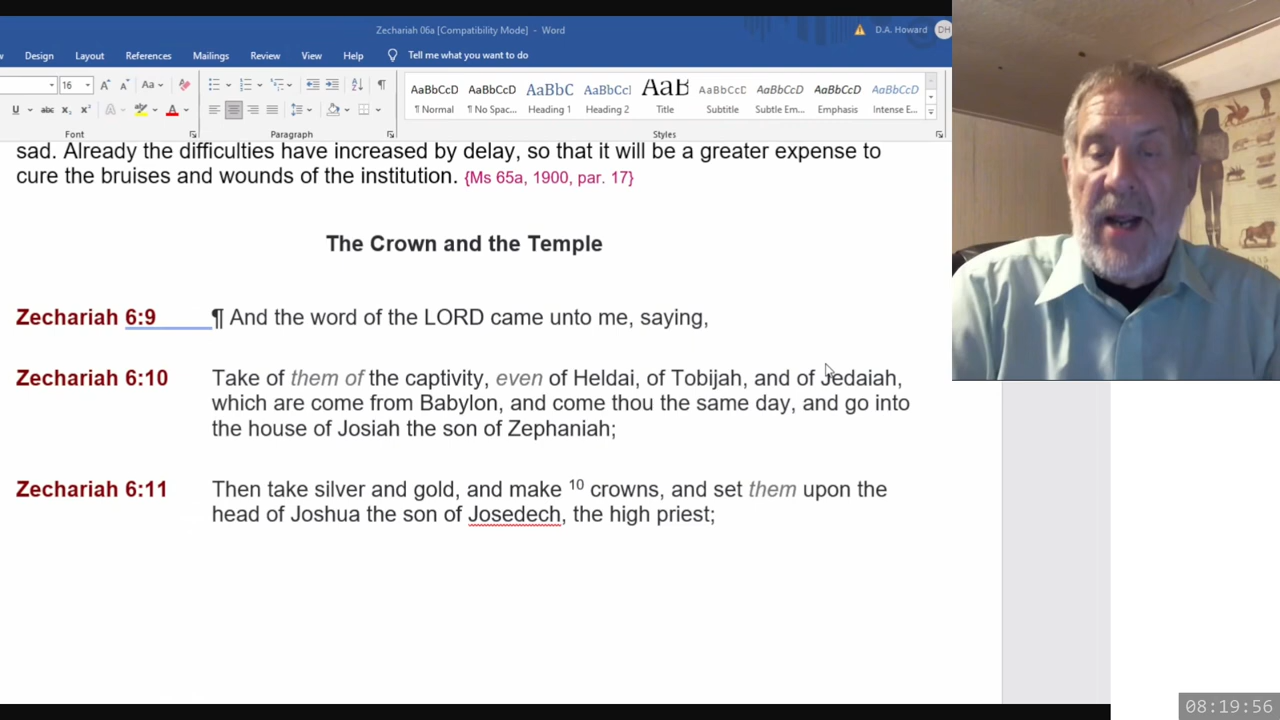 Zechariah 06a [Compatibility Mode] - Word
D.A. Howard
DH
Design Layout References Mailings Review View Help Tell me what you want to do
16 Aa
AaBbCcD AaBbCcD AaBbC AaBbCcI AaB AaBbCcD AaBbCcD AaBbCcD AaBbCcD
¶ Normal ¶ No Spac... Heading 1 Heading 2 Title Subtitle Subtle Em... Emphasis Intense E...
Font Paragraph Styles
sad. Already the difficulties have increased by delay, so that it will be a greater expense to
cure the bruises and wounds of the institution. {Ms 65a, 1900, par. 17}
The Crown and the Temple
Zechariah 6:9 ¶ And the word of the LORD came unto me, saying,
Zechariah 6:10 Take of them of the captivity, even of Heldai, of Tobijah, and of Jedaiah,
which are come from Babylon, and come thou the same day, and go into
the house of Josiah the son of Zephaniah;
Zechariah 6:11 Then take silver and gold, and make 10 crowns, and set them upon the
head of Joshua the son of Josedech, the high priest;
08:19:56